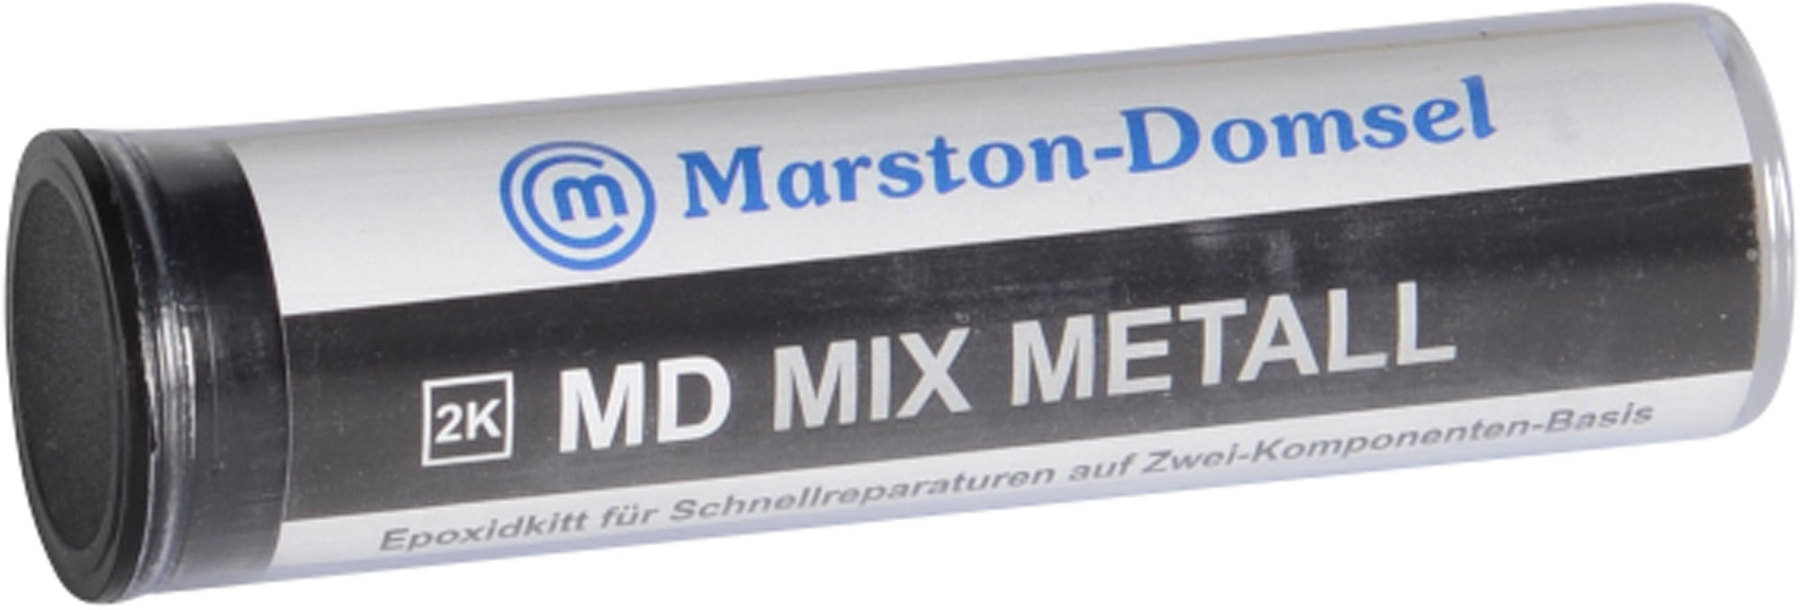 m Marston-Domsel
2K MD MIX METALL
Epoxidkitt für Schnellreparaturen auf Zwei-Komponenten-Basis